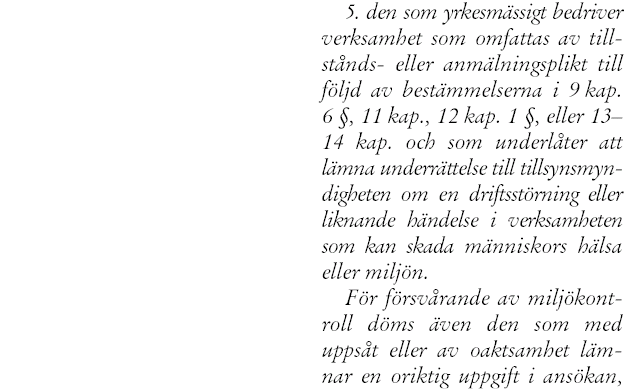 5. den som yrkesmässigt bedriver
verksamhet som omfattas av till-
stånds- eller anmälningsplikt till
följd av bestämmelserna i 9 kap.
6 §, 11 kap., 12 kap. 1 §, eller 13–
14 kap. och som underlåter att
lämna underrättelse till tillsynsmyn-
digheten om en driftsstörning eller
liknande händelse i verksamheten
som kan skada människors hälsa
eller miljön.
För försvårande av miljökont-
roll döms även den som med
uppsåt eller av oaktsamhet läm-
nar en oriktig uppgift i ansökan,